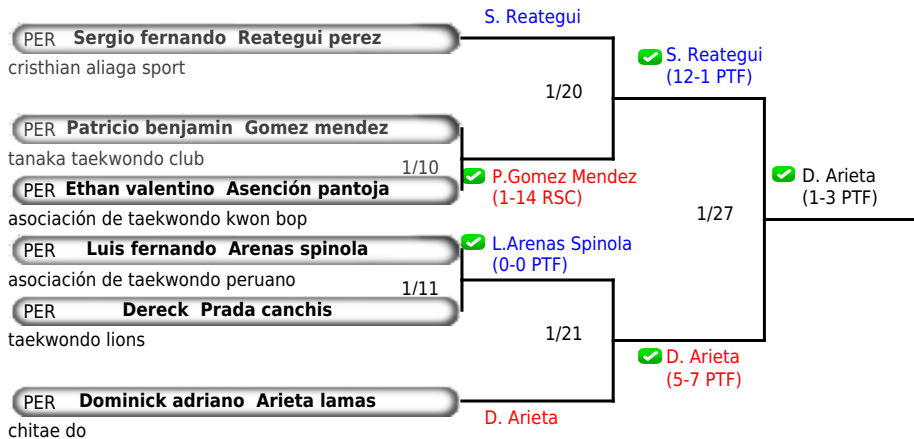 S. Reategui
PER Sergio fernando Reategui perez
cristhian aliaga sport
S. Reategui
(12-1 PTF)
1/20
PER Patricio benjamin Gomez mendez
tanaka taekwondo club
1/10
P.Gomez Mendez
(1-14 RSC)
D. Arieta
(1-3 PTF)
PER Ethan valentino Asención pantoja
asociación de taekwondo kwon bop
1/27
PER Luis fernando Arenas spinola
L.Arenas Spinola
(0-0 PTF)
asociación de taekwondo peruano
1/11
PER Dereck Prada canchis
taekwondo lions
1/21
D. Arieta
(5-7 PTF)
PER Dominick adriano Arieta lamas
D. Arieta
chitae do